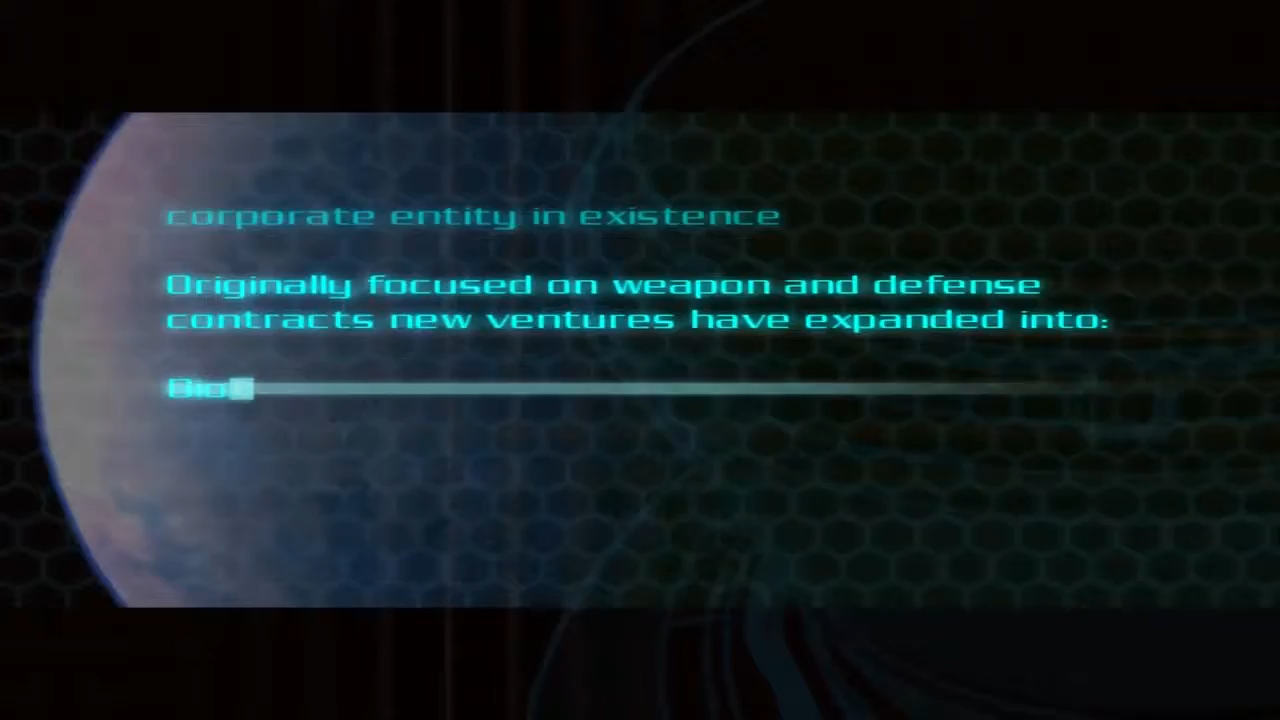 corporate entity in existence
Originally focused on weapon and defense
contracts new ventures have expanded into:
Bio